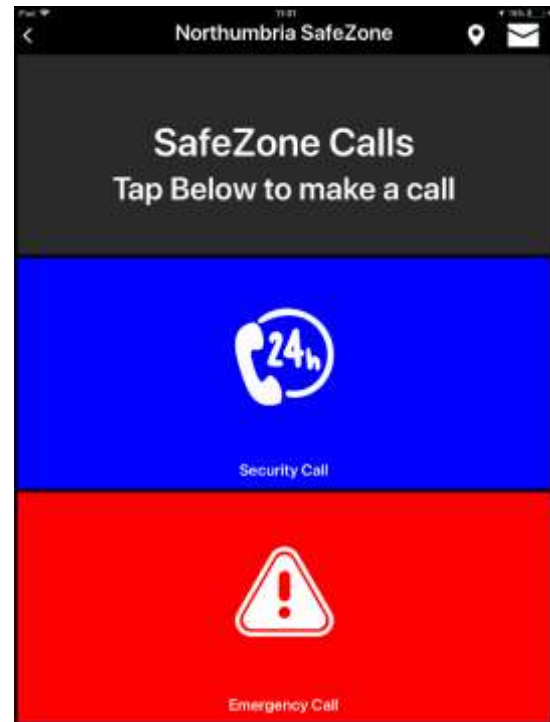 Northumbria SafeZone
SafeZone Calls
Tap Below to make a call
24h
Security Call
!
Emergency Call